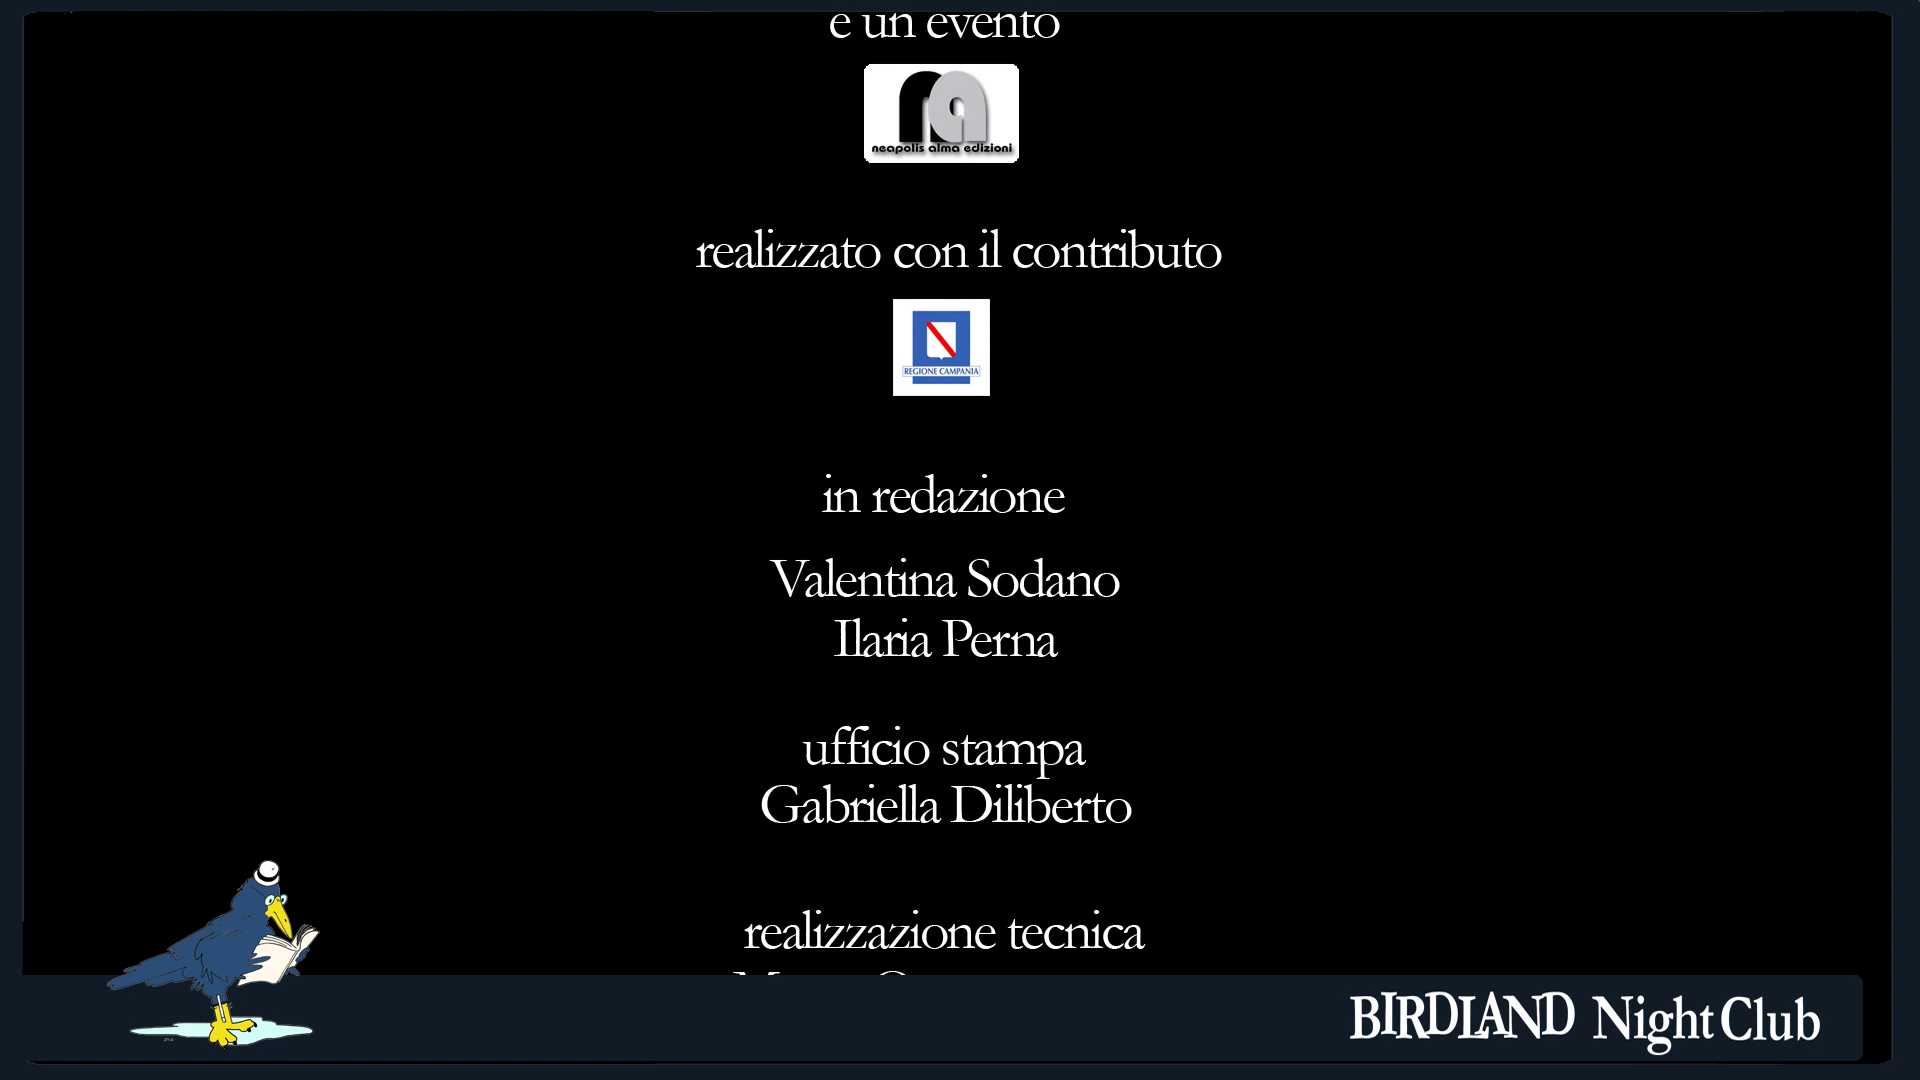 è un evento
na
neapolis alma edizioni
realizzato con il contributo
REGIONE CAMPANIA
in redazione
Valentina Sodano
Ilaria Perna
ufficio stampa
Gabriella Diliberto
realizzazione tecnica
BIRDLAND Night Club